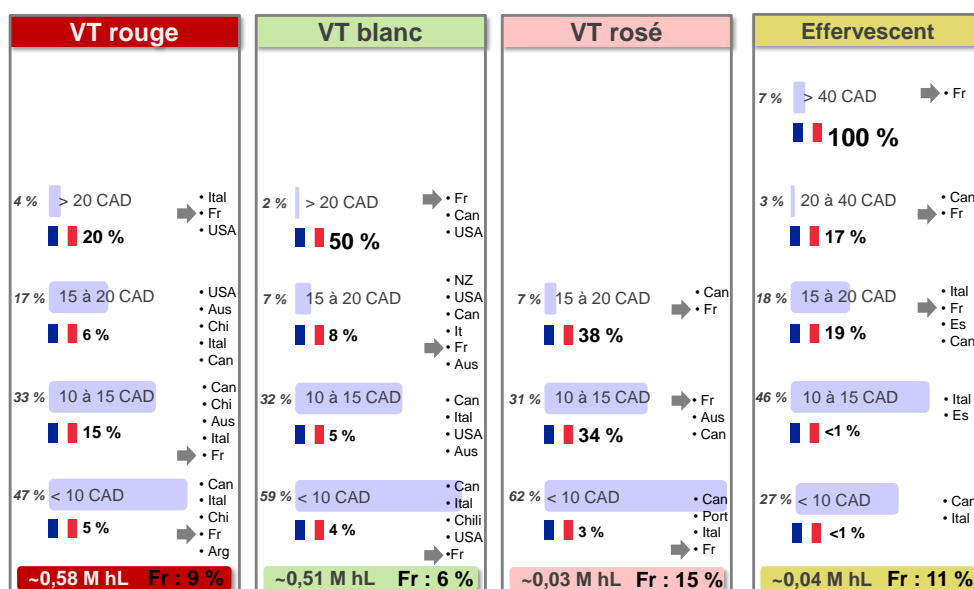 VT rouge
4 %
> 20 CAD
20 %
• Ital
• Fr
• USA
17 %
15 à 20 CAD
6 %
• USA
• Aus
• Chi
• Ital
• Can
33 %
10 à 15 CAD
15 %
• Can
• Chi
• Aus
• Ital
• Fr
47 %
< 10 CAD
5 %
• Can
• Ital
• Chi
• Fr
• Arg
~0,58 M hL Fr : 9 %
VT blanc
2 %
> 20 CAD
50 %
• Fr
• Can
• USA
7 %
15 à 20 CAD
8 %
• NZ
• USA
• Can
• It
• Fr
• Aus
32 %
10 à 15 CAD
5 %
• Can
• Ital
• USA
• Aus
59 %
< 10 CAD
4 %
• Can
• Ital
• Chili
• USA
•Fr
~0,51 M hL Fr : 6 %
VT rosé
7 %
15 à 20 CAD
38 %
• Can
• Fr
31 %
10 à 15 CAD
34 %
• Fr
• Aus
• Can
62 %
< 10 CAD
3 %
• Can
• Port
• Ital
• Fr
~0,03 M hL Fr : 15 %
Effervescent
7 %
> 40 CAD
100 %
• Fr
3 %
20 à 40 CAD
17 %
• Can
• Fr
18 %
15 à 20 CAD
19 %
• Ital
• Fr
• Es
• Can
46 %
10 à 15 CAD
<1 %
• Ital
• Es
27 %
< 10 CAD
<1 %
• Can
• Ital
~0,04 M hL Fr : 11 %